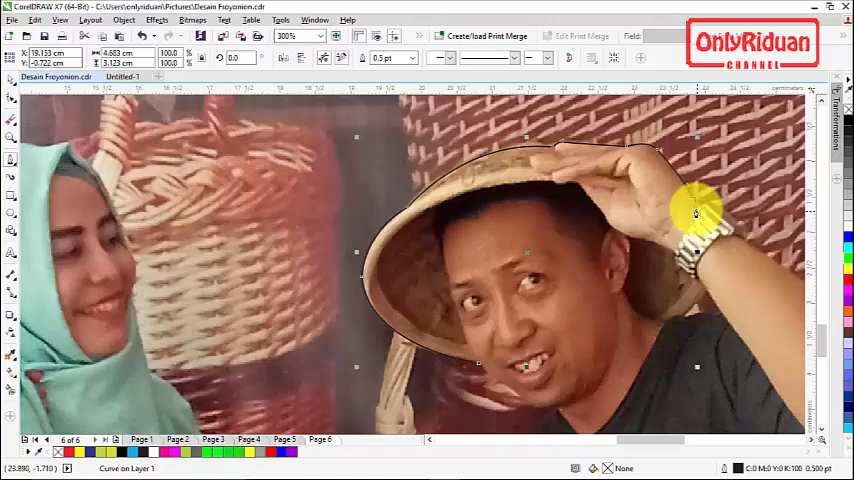 CorelDRAW X7 (64-Bit) - C:\Users\onlyriduan\Pictures\Desain Froyonion.cdr
File Edit View Layout Object Effects Bitmaps Text Table Tools Window Help
OnlyRiduan
CHANNEL
300% Snap To Create/load Print Merge Edit Print Merge Field:
X: 19.153 cm 4.683 cm 100.0 % 0.0 0.5 pt
Y: -0.722 cm 3.123 cm 100.0 %
Desain Froyonion.cdr Untitled-1
centimeters
Transformations
6 of 6 Page 1 Page 2 Page 3 Page 4 Page 5 Page 6
(23.890, -1.710) Curve on Layer 1 None C:0 M:0 Y:0 K:100 0.500 pt